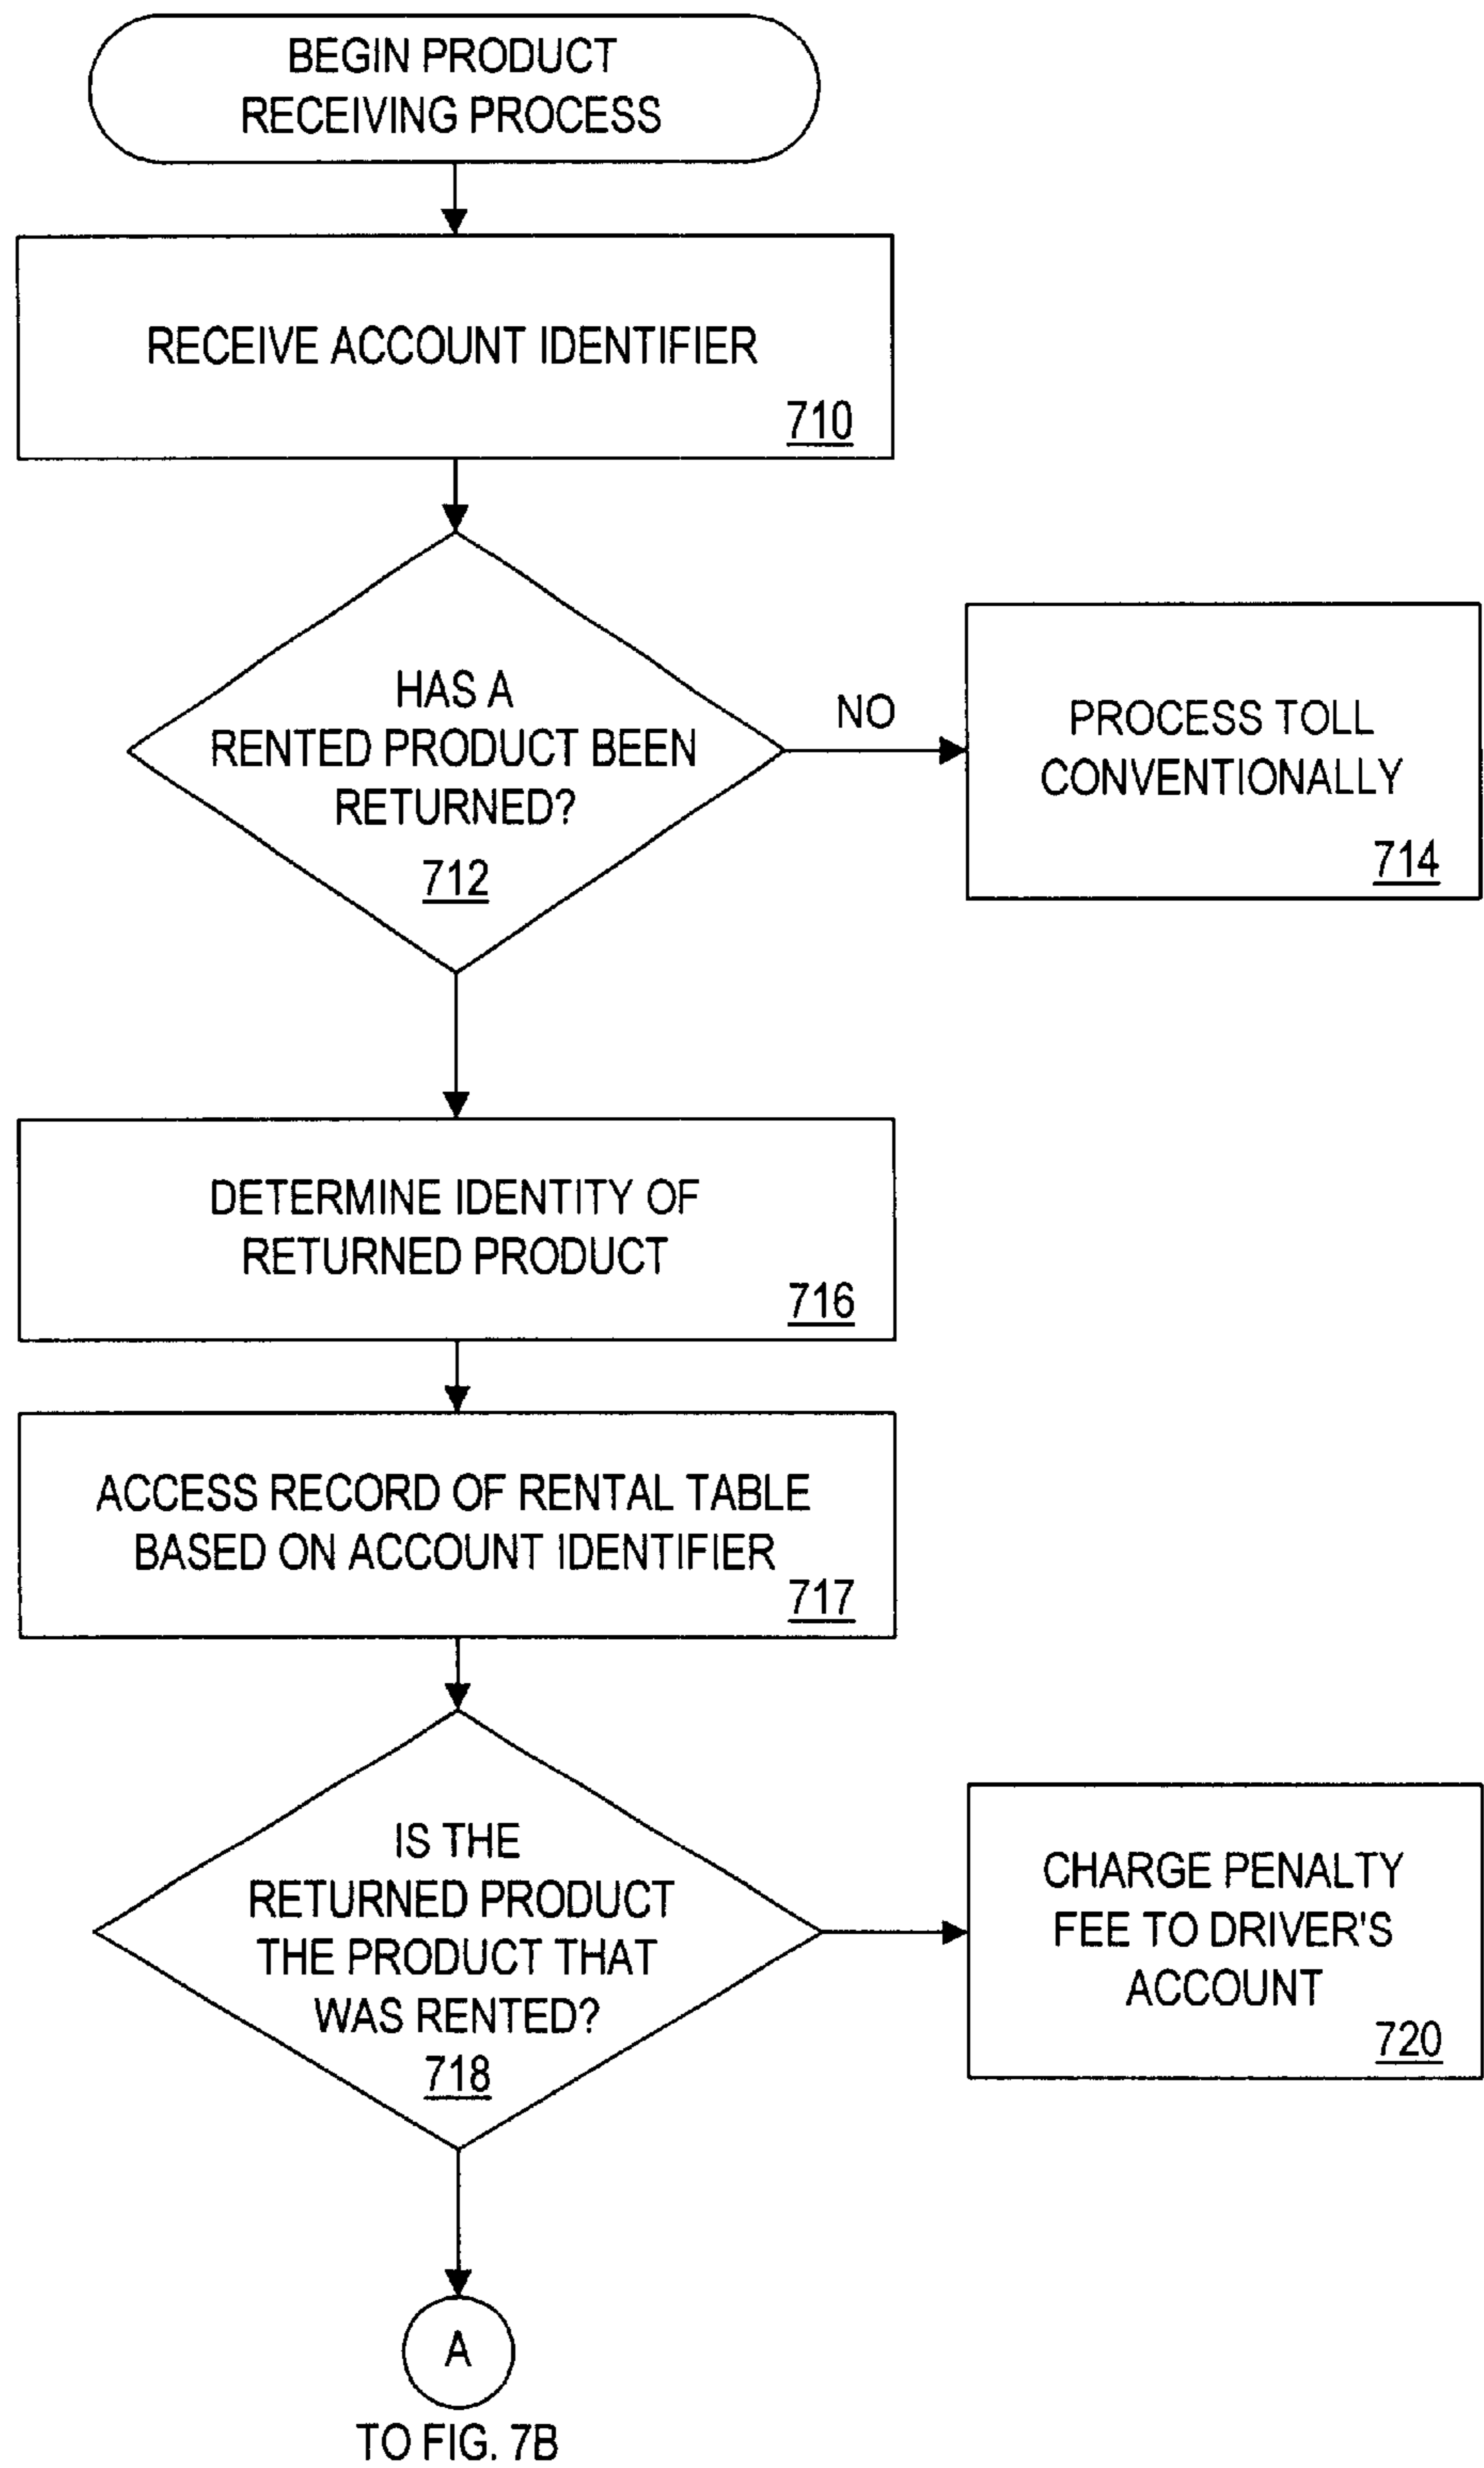 BEGIN PRODUCT
RECEIVING PROCESS
RECEIVE ACCOUNT IDENTIFIER
710
HAS A
RENTED PRODUCT BEEN
RETURNED?
712
NO
PROCESS TOLL
CONVENTIONALLY
714
DETERMINE IDENTITY OF
RETURNED PRODUCT
716
ACCESS RECORD OF RENTAL TABLE
BASED ON ACCOUNT IDENTIFIER
717
IS THE
RETURNED PRODUCT
THE PRODUCT THAT
WAS RENTED?
718
CHARGE PENALTY
FEE TO DRIVER'S
ACCOUNT
720
A
TO FIG. 7B